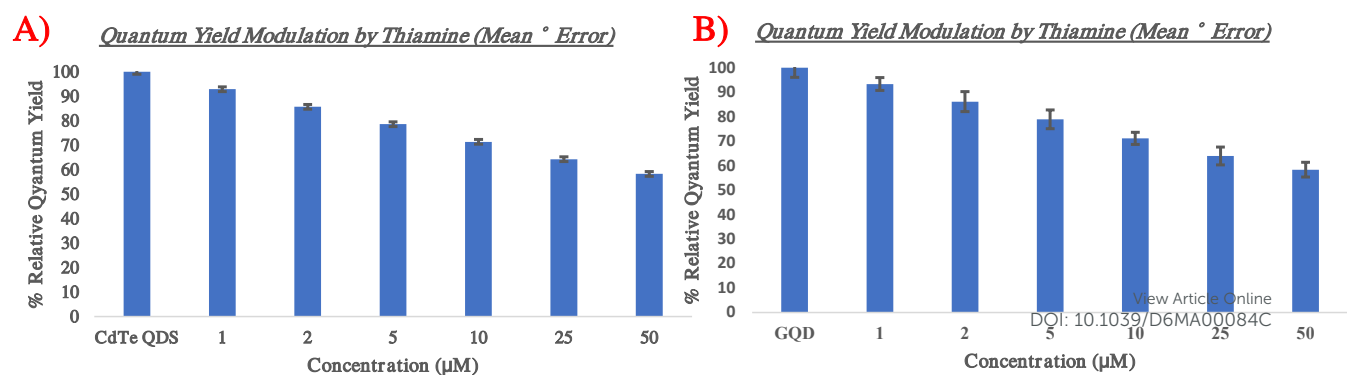 A)
Quantum Yield Modulation by Thiamine (Mean ° Error)
% Relative Qyantum Yield
100
90
80
70
60
50
40
30
20
10
0
CdTe QDS 1 2 5 10 25 50
Concentration (μM)
B)
Quantum Yield Modulation by Thiamine (Mean ° Error)
% Relative Qyantum Yield
100
90
80
70
60
50
40
30
20
10
0
GQD 1 2 5 10 25 50
Concentration (μM)
View Article Online
DOI: 10.1039/D6MA00084C